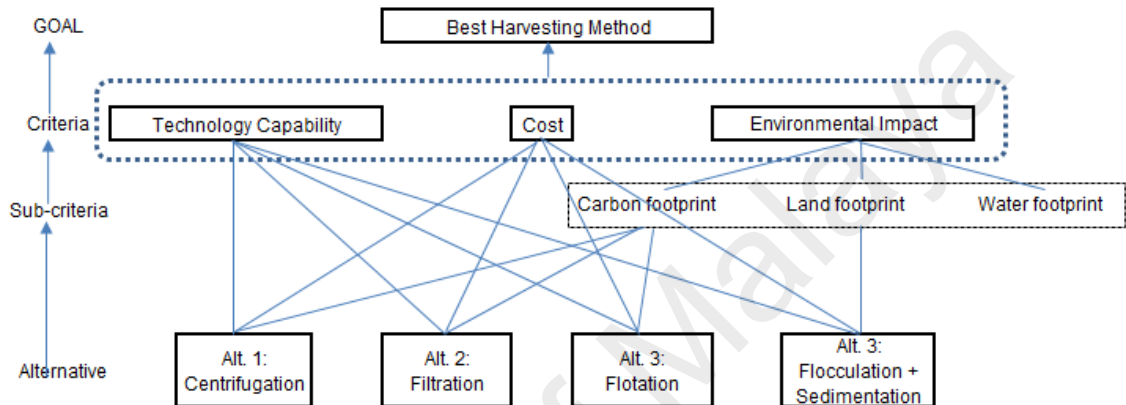 GOAL
Best Harvesting Method
Criteria
Technology Capability
Cost
Environmental Impact
Sub-criteria
Carbon footprint
Land footprint
Water footprint
Alternative
Alt. 1:
Centrifugation
Alt. 2:
Filtration
Alt. 3:
Flotation
Alt. 3:
Flocculation +
Sedimentation
Malaya